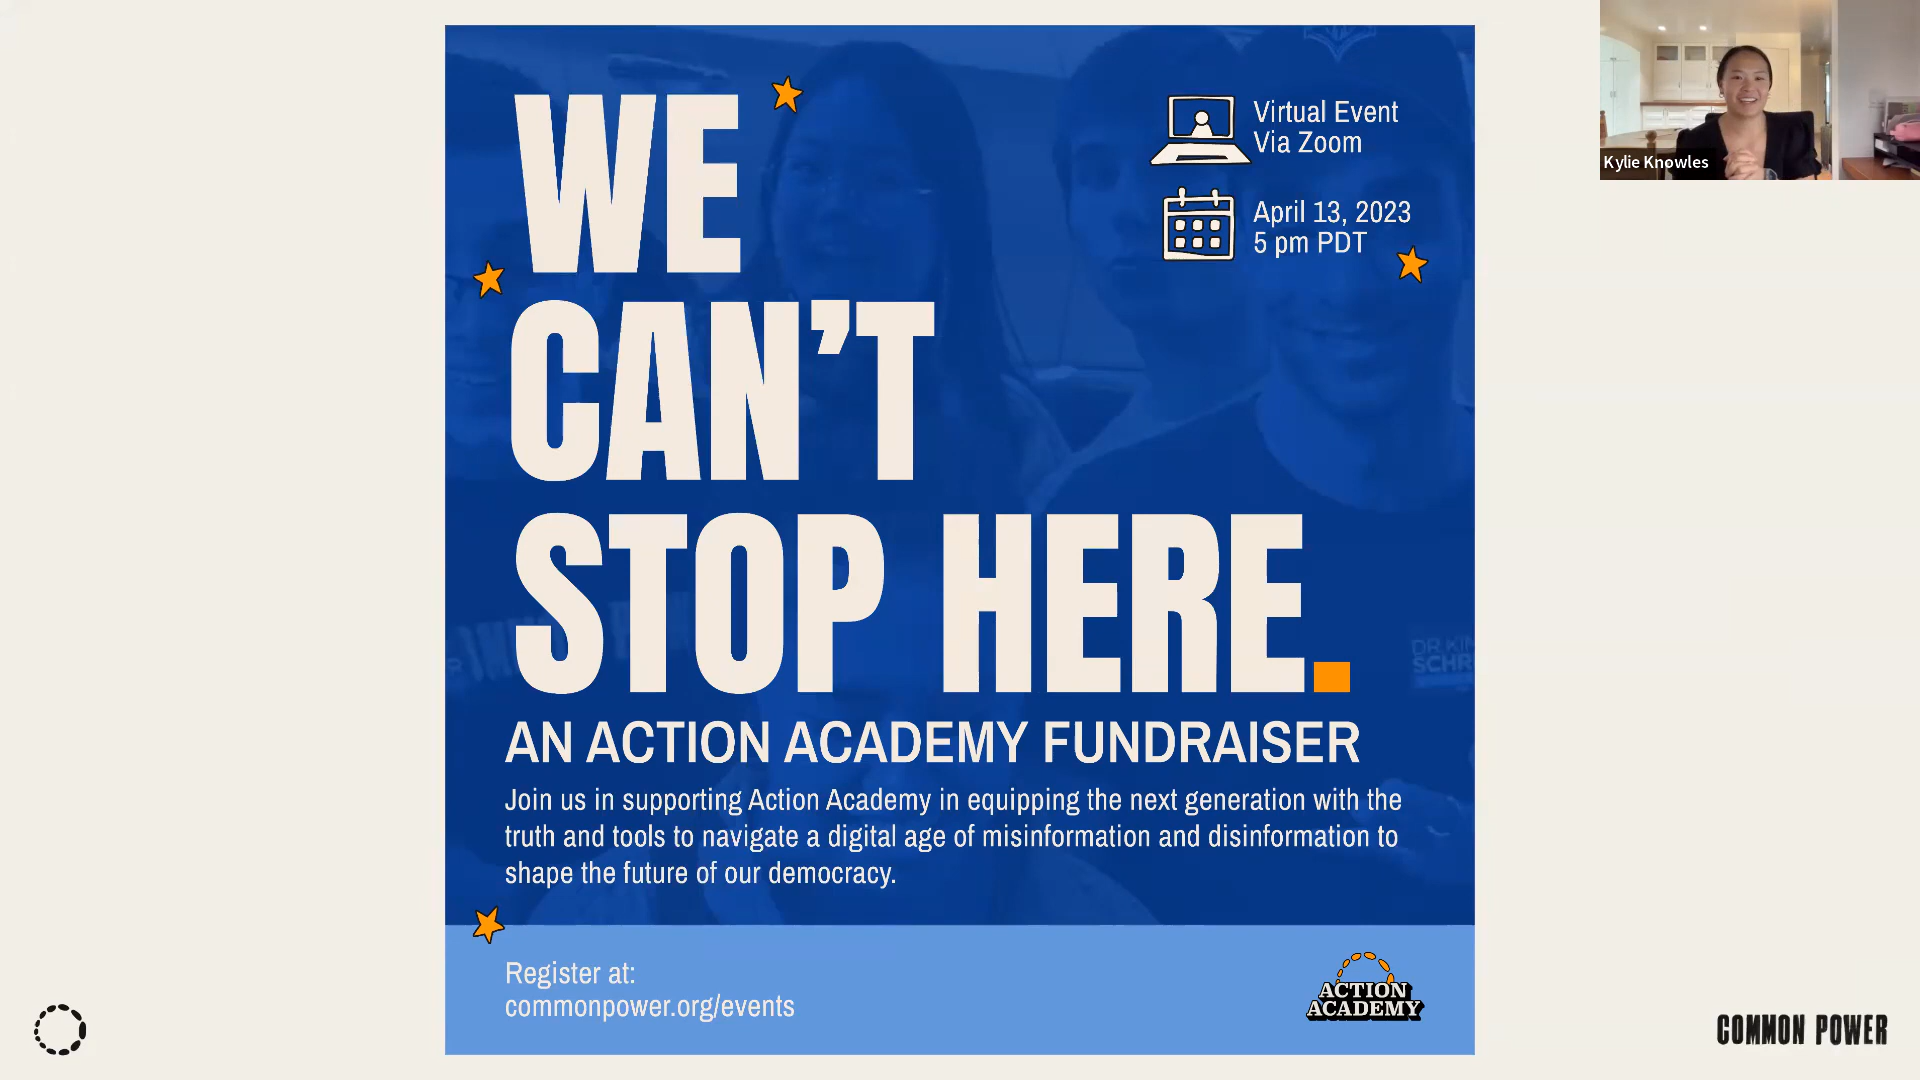 WE
CAN'T
STOP HERE.
Virtual Event
Via Zoom
April 13, 2023
5 pm PDT
Kylie Knowles
DR KIM
SCHR
AN ACTION ACADEMY FUNDRAISER
Join us in supporting Action Academy in equipping the next generation with the
truth and tools to navigate a digital age of misinformation and disinformation to
shape the future of our democracy.
Register at:
commonpower.org/events
ACTION
ACADEMY
COMMON POWER